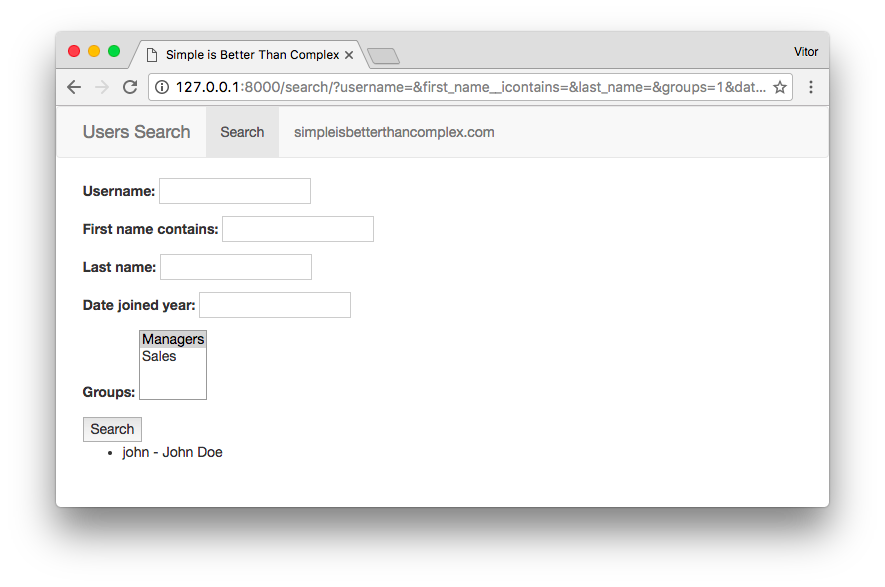 Simple is Better Than Complex
Vitor
127.0.0.1:8000/search/?username=&first_name__icontains=&last_name=&groups=1&dat...
Users Search Search simpleisbetterthancomplex.com
Username:
First name contains:
Last name:
Date joined year:
Managers
Sales
Groups:
Search
• john - John Doe